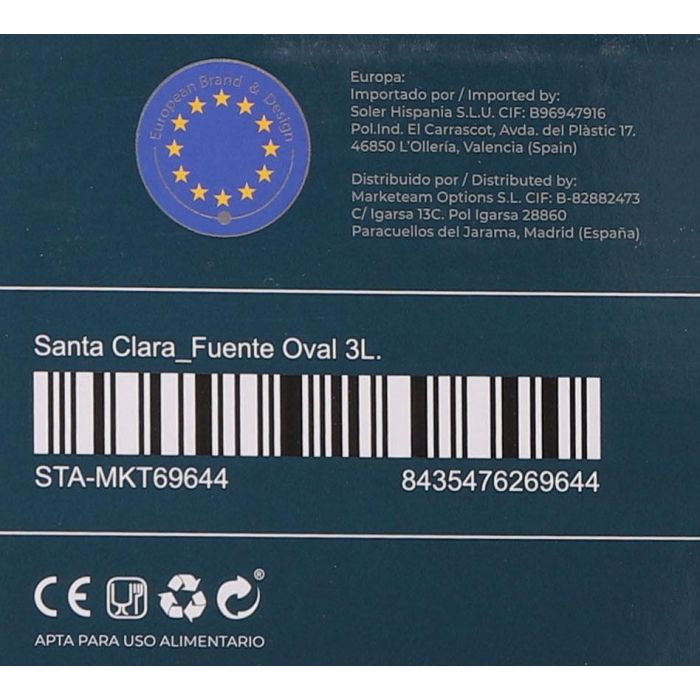 European Brand & Design
Europa:
Importado por / Imported by:
Soler Hispania S.L.U. CIF: B96947916
Pol.Ind. El Carrascot, Avda. del Plàstic 17.
46850 L'Ollería, Valencia (Spain)
Distribuido por / Distributed by:
Marketeam Options S.L. CIF: B-82882473
C/ Igarsa 13C. Pol Igarsa 28860
Paracuellos del Jarama, Madrid (España)
Santa Clara_Fuente Oval 3L.
STA-MKT69644 8435476269644
CE ®
APTA PARA USO ALIMENTARIO